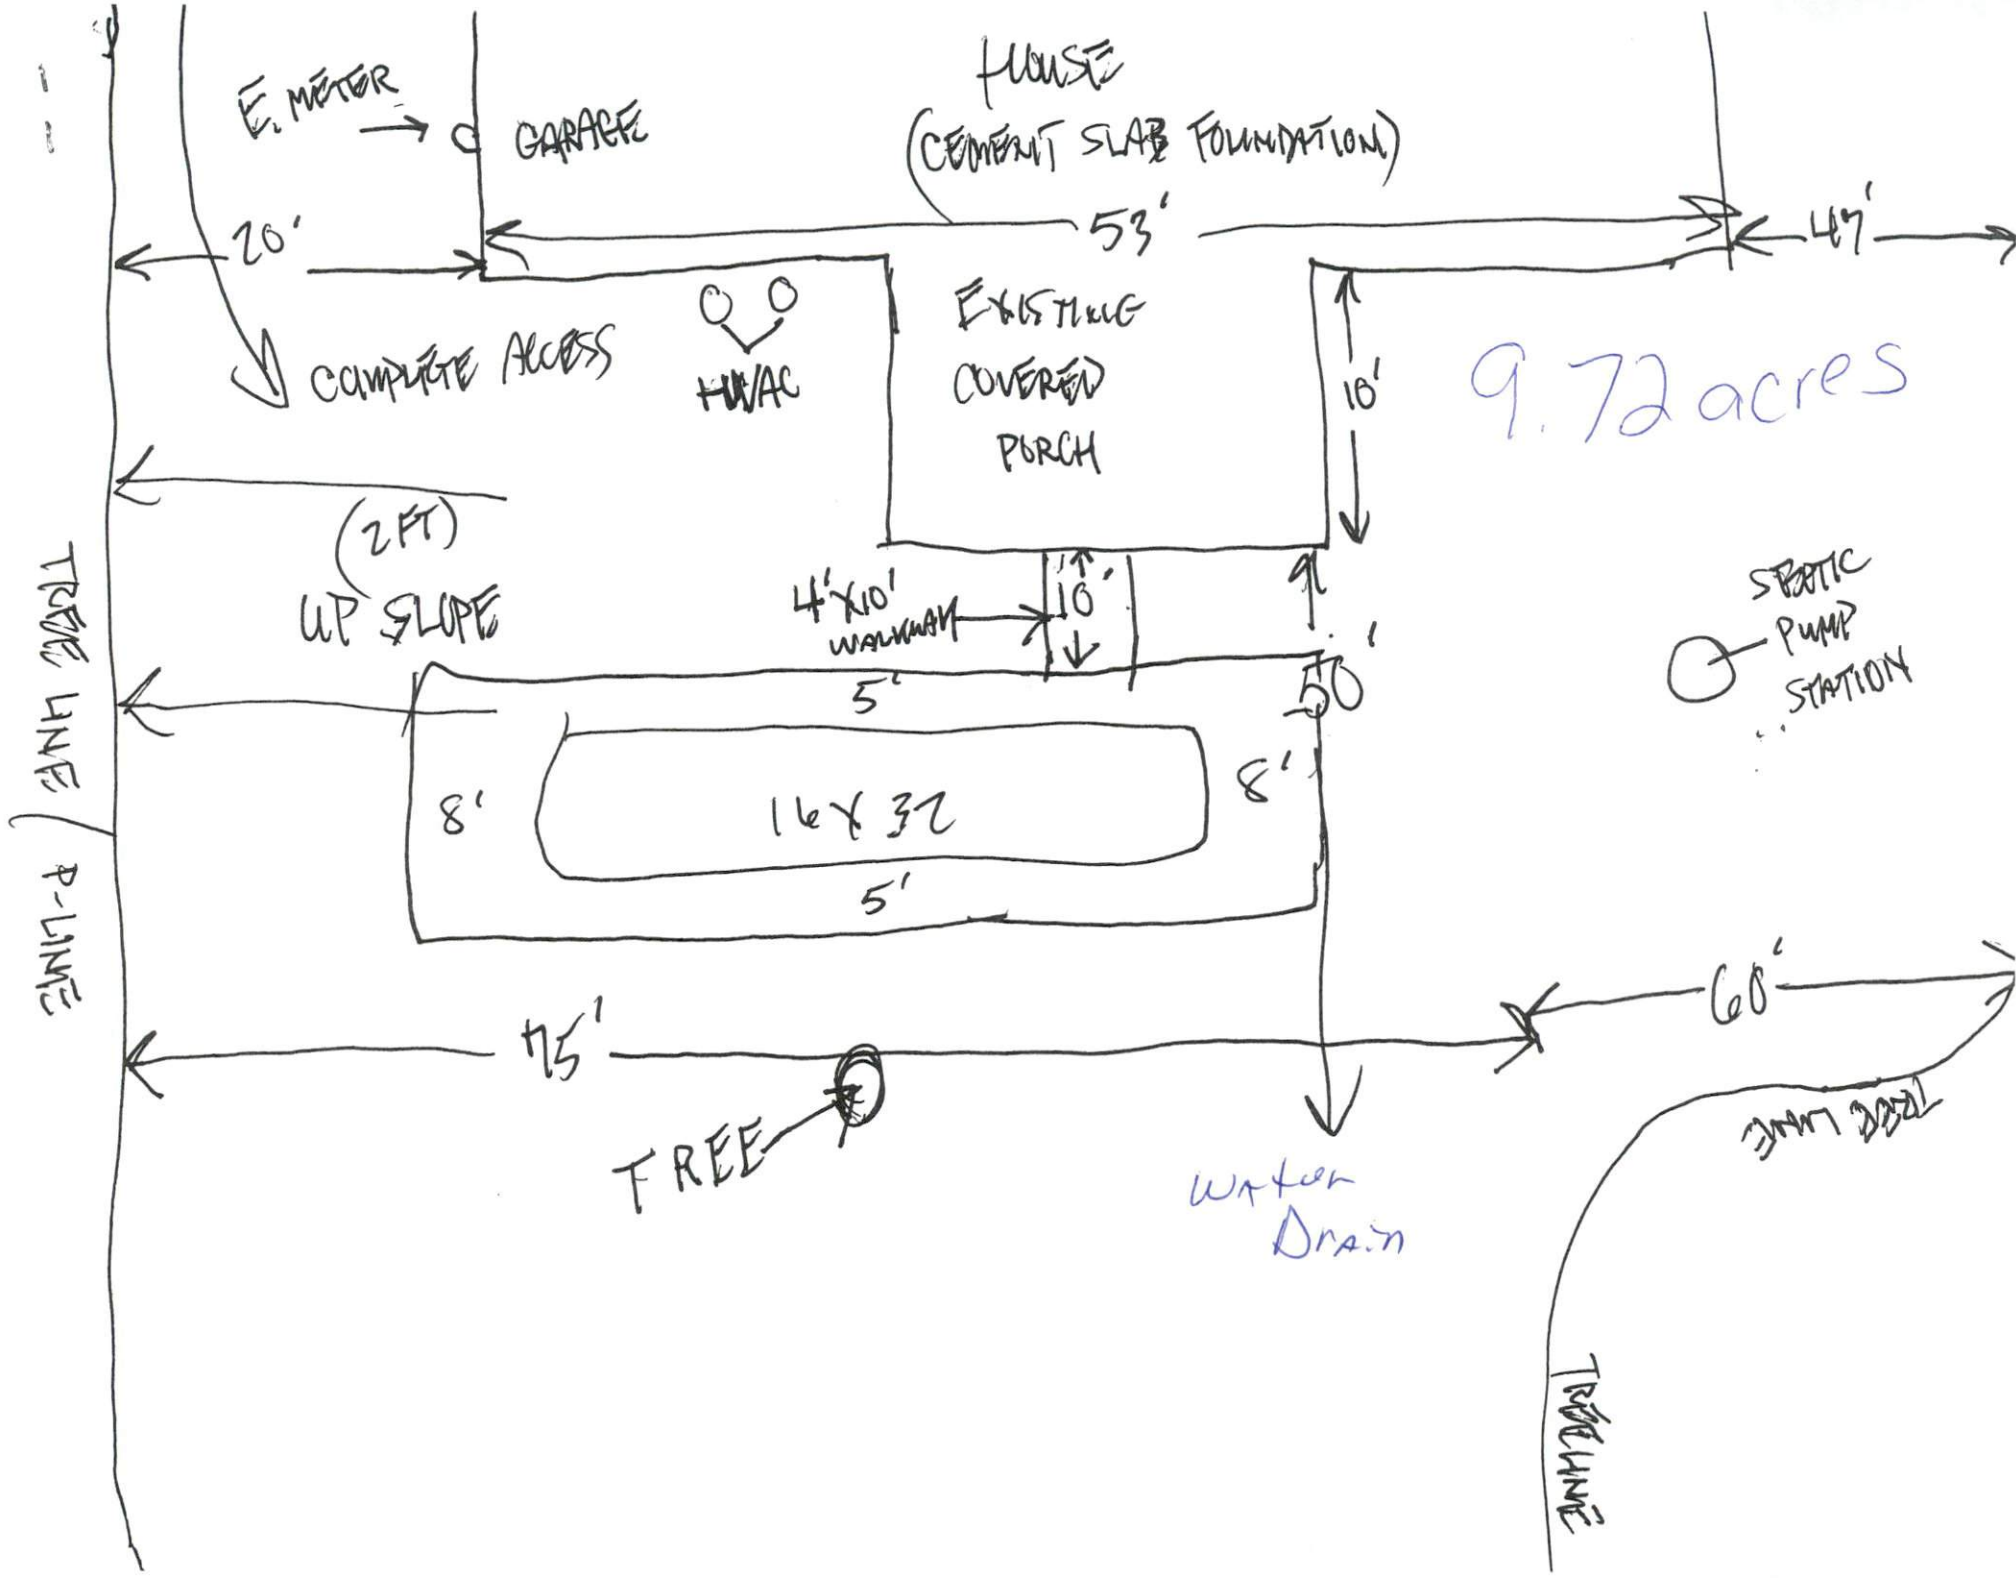 HOUSE
E. METER
GARAGE
(CEMENT SLAB FOUNDATION)
20'
53'
47'
EXISTING
COVERED
PORCH
COMPLETE ACCESS
HVAC
10'
9.72 acres
(2 FT)
UP SLOPE
4'X10'
WALKWAY
10'
50'
SEPTIC
PUMP
STATION
TREE LINE / P-LINE
5'
8'
16 X 32
8'
5'
75'
60'
TREE
TREE LINE
Water
Drain
TREELINE